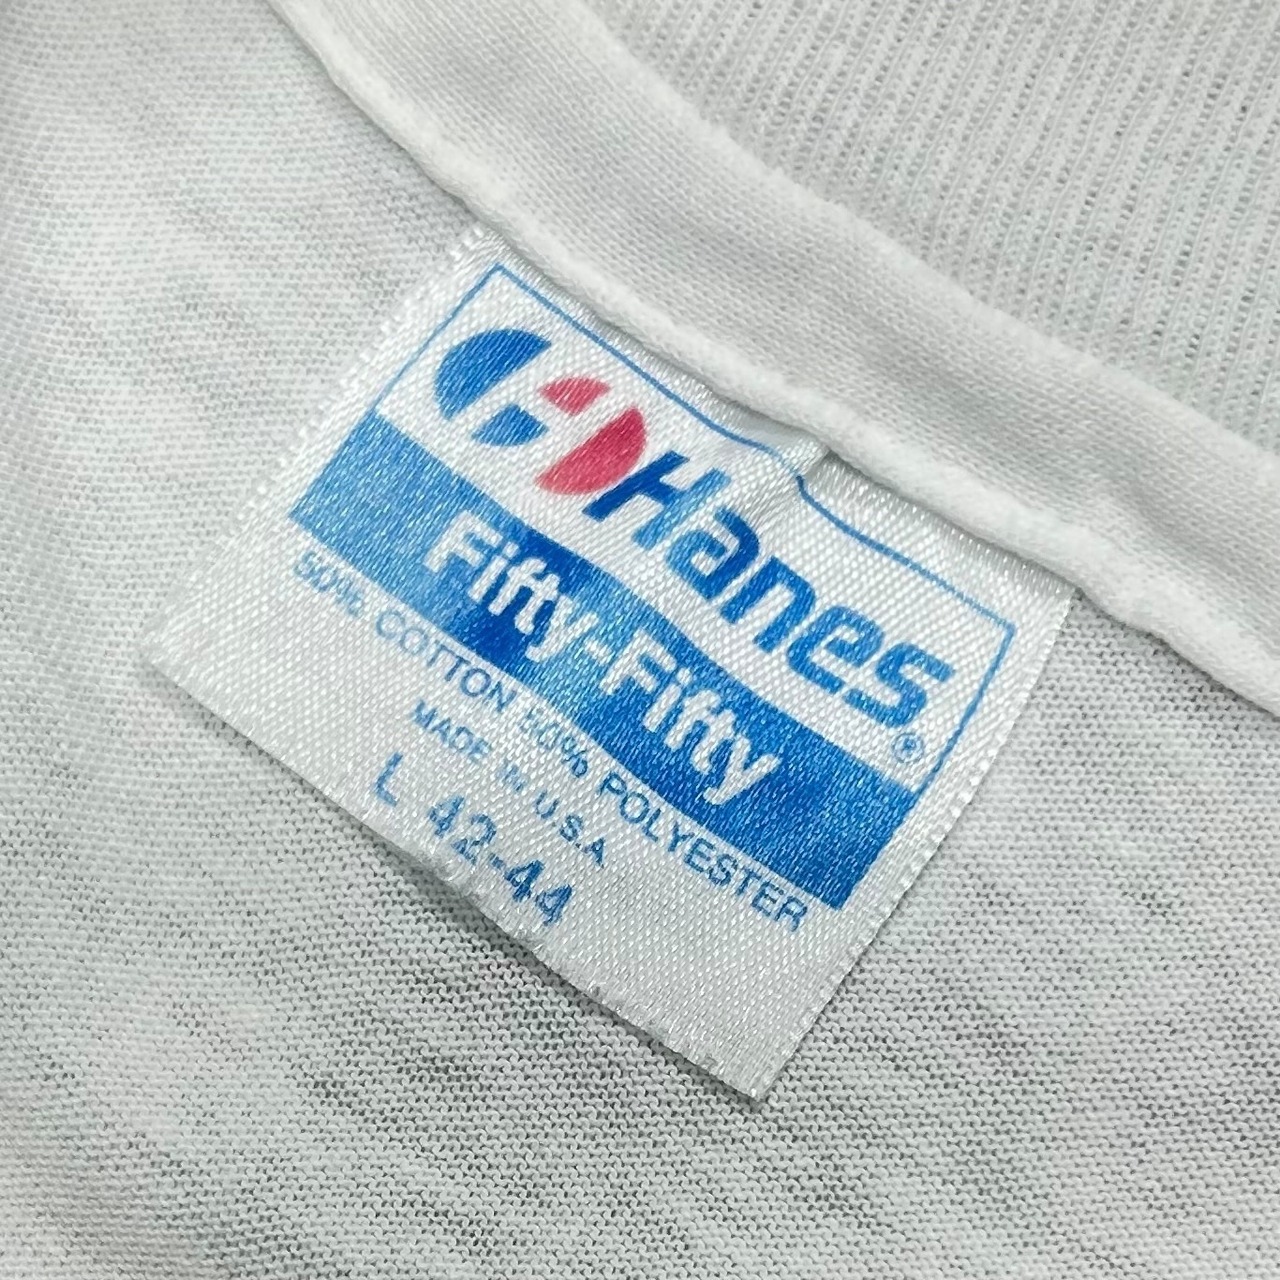 Hanes®
Fifty-Fifty
50% COTTON 50% POLYESTER
MADE IN U.S.A
L 42-44